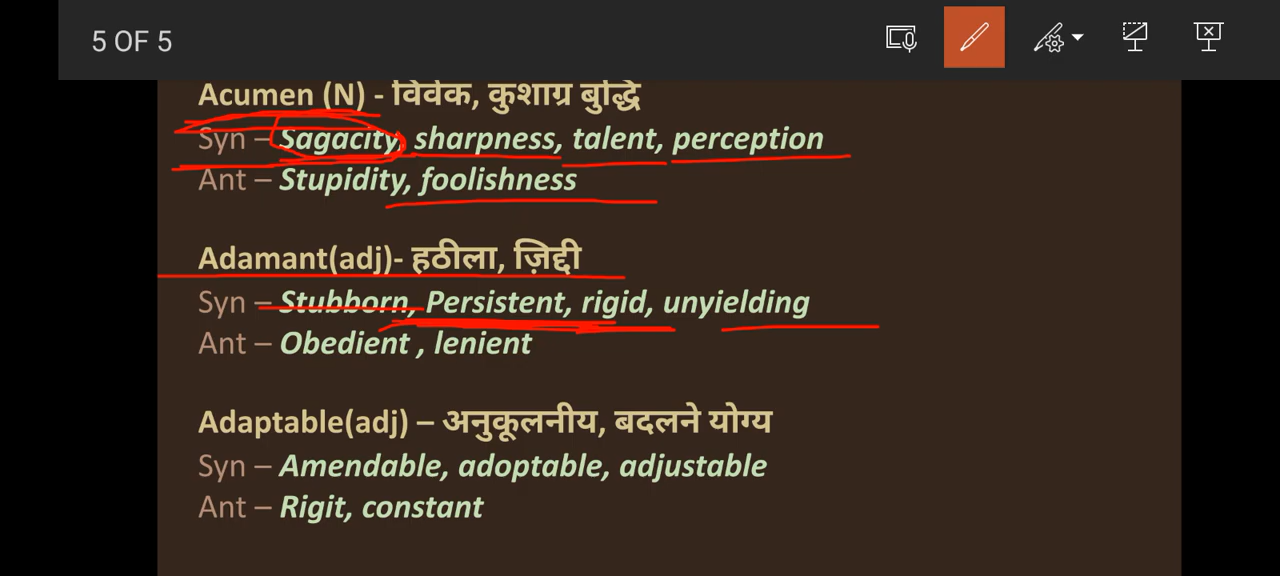 5 OF 5
Acumen (N) - विवेक, कुशाग्र बुद्धि
Syn – Sagacity, sharpness, talent, perception
Ant – Stupidity, foolishness
Adamant(adj)- हठीला, ज़िद्दी
Syn – Stubborn, Persistent, rigid, unyielding
Ant – Obedient , lenient
Adaptable(adj) – अनुकूलनीय, बदलने योग्य
Syn – Amendable, adoptable, adjustable
Ant – Rigit, constant